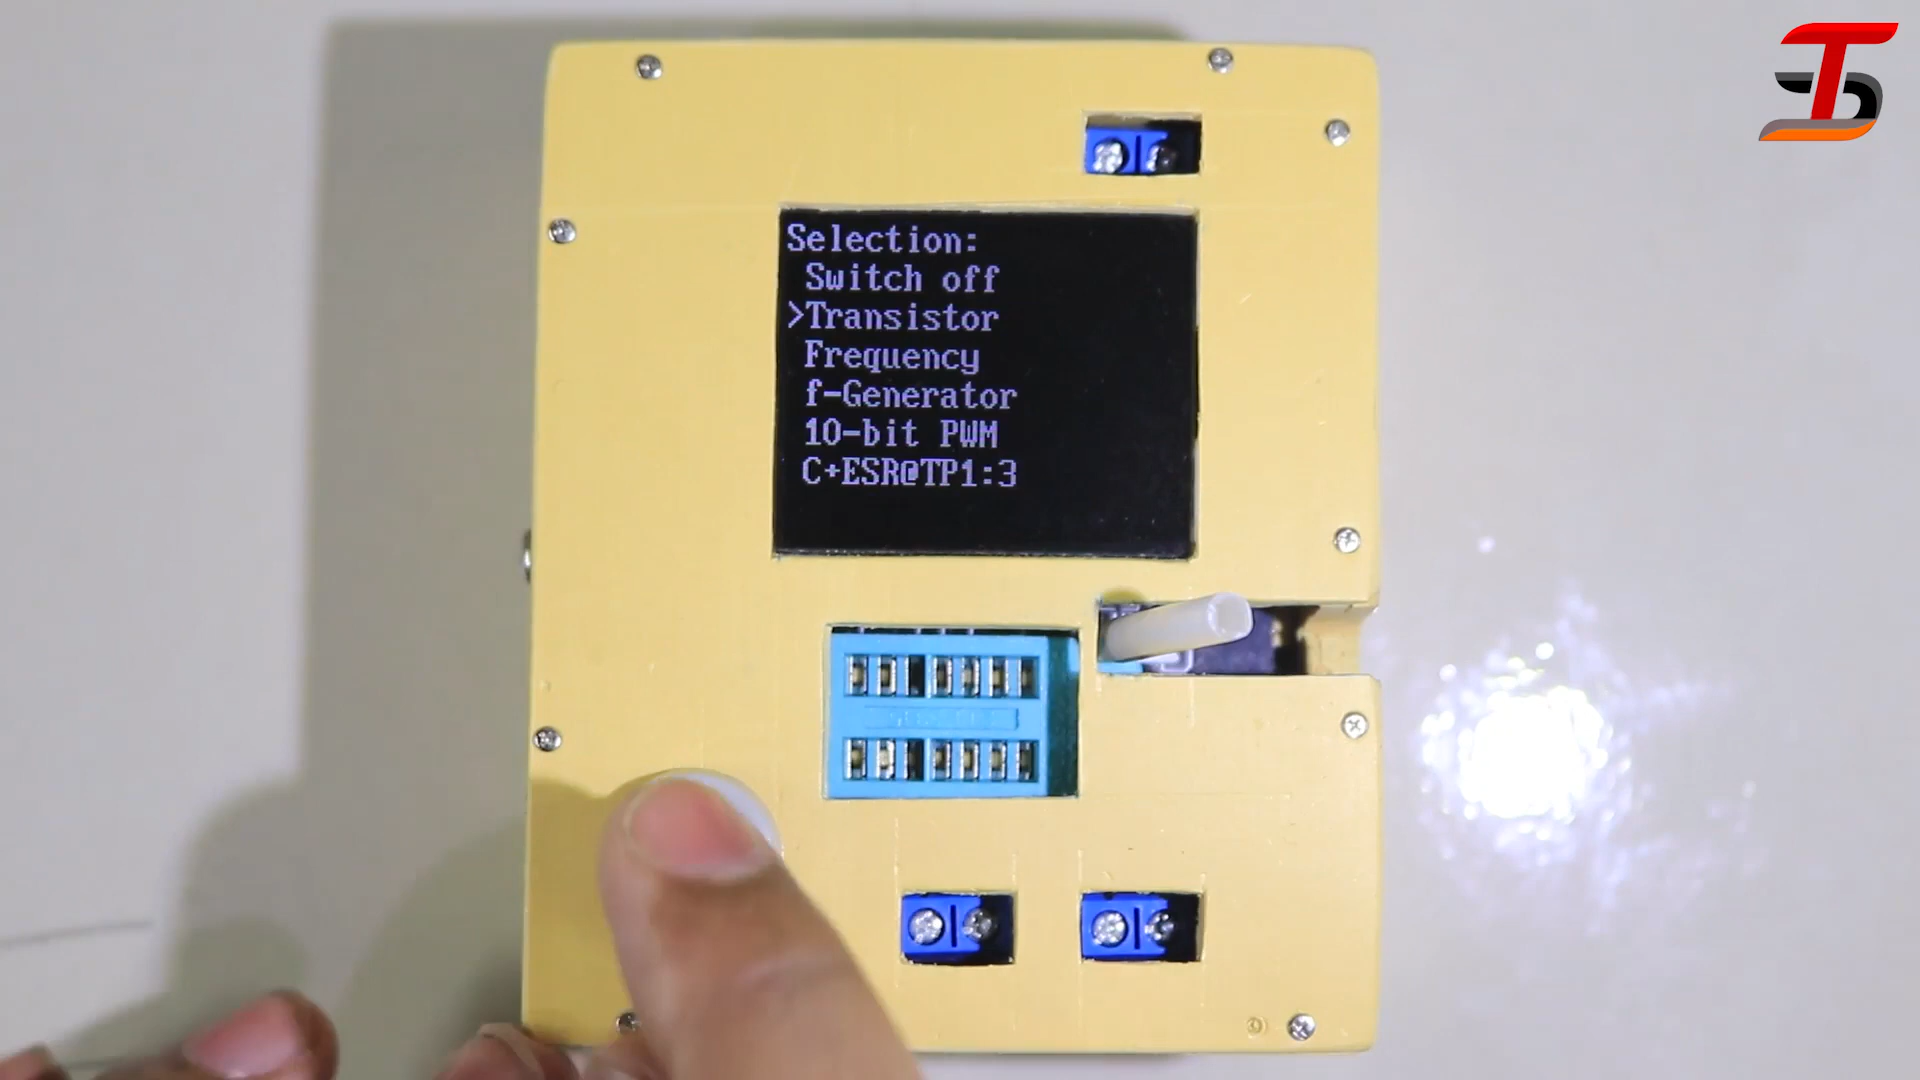 Selection:
Switch off
>Transistor
Frequency
f-Generator
10-bit PWM
C+ESR@TP1:3